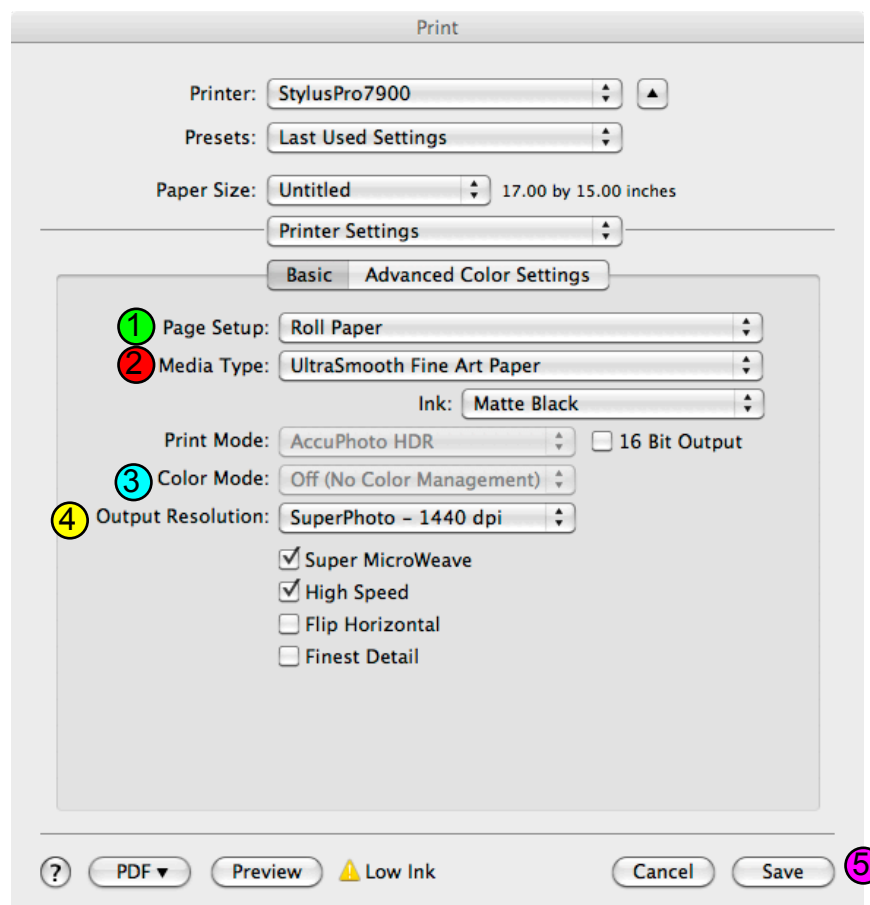 Print
Printer: StylusPro7900
Presets: Last Used Settings
Paper Size: Untitled 17.00 by 15.00 inches
Printer Settings
Basic Advanced Color Settings
1 Page Setup: Roll Paper
2 Media Type: UltraSmooth Fine Art Paper
Ink: Matte Black
Print Mode: AccuPhoto HDR 16 Bit Output
3 Color Mode: Off (No Color Management)
4 Output Resolution: SuperPhoto – 1440 dpi
Super MicroWeave
High Speed
Flip Horizontal
Finest Detail
? PDF▼ Preview Low Ink Cancel Save 5